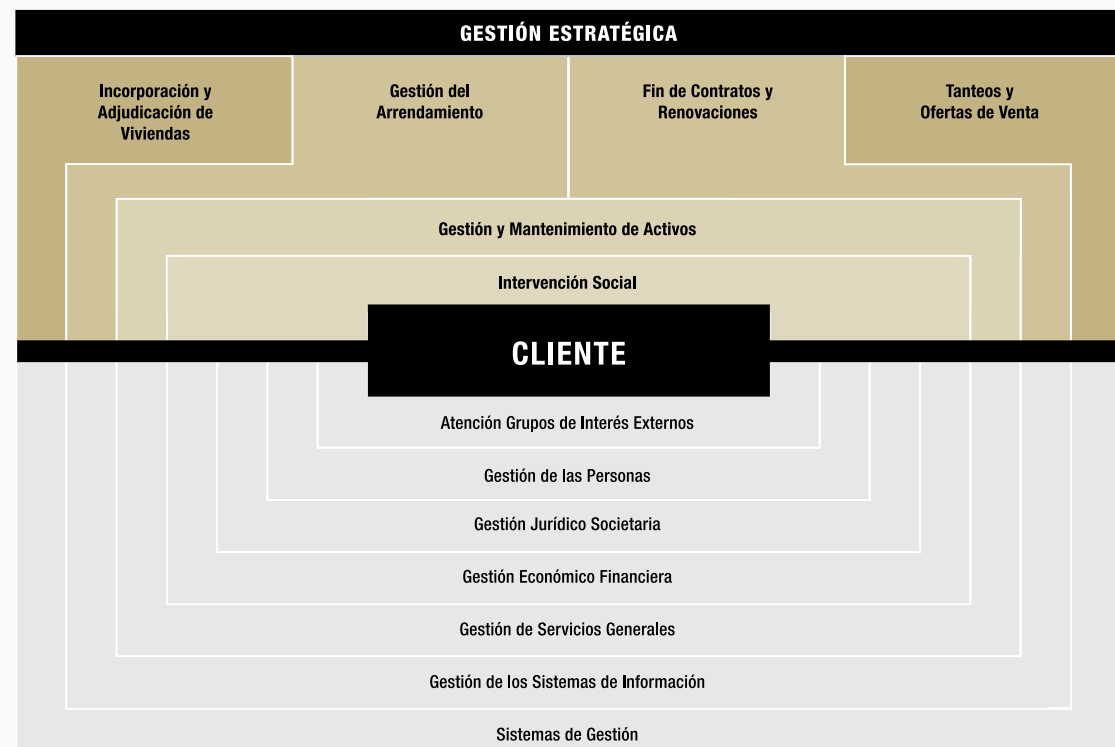 GESTIÓN ESTRATÉGICA
Incorporación y
Adjudicación de
Viviendas
Gestión del
Arrendamiento
Fin de Contratos y
Renovaciones
Tanteos y
Ofertas de Venta
Gestión y Mantenimiento de Activos
Intervención Social
CLIENTE
Atención Grupos de Interés Externos
Gestión de las Personas
Gestión Jurídico Societaria
Gestión Económico Financiera
Gestión de Servicios Generales
Gestión de los Sistemas de Información
Sistemas de Gestión